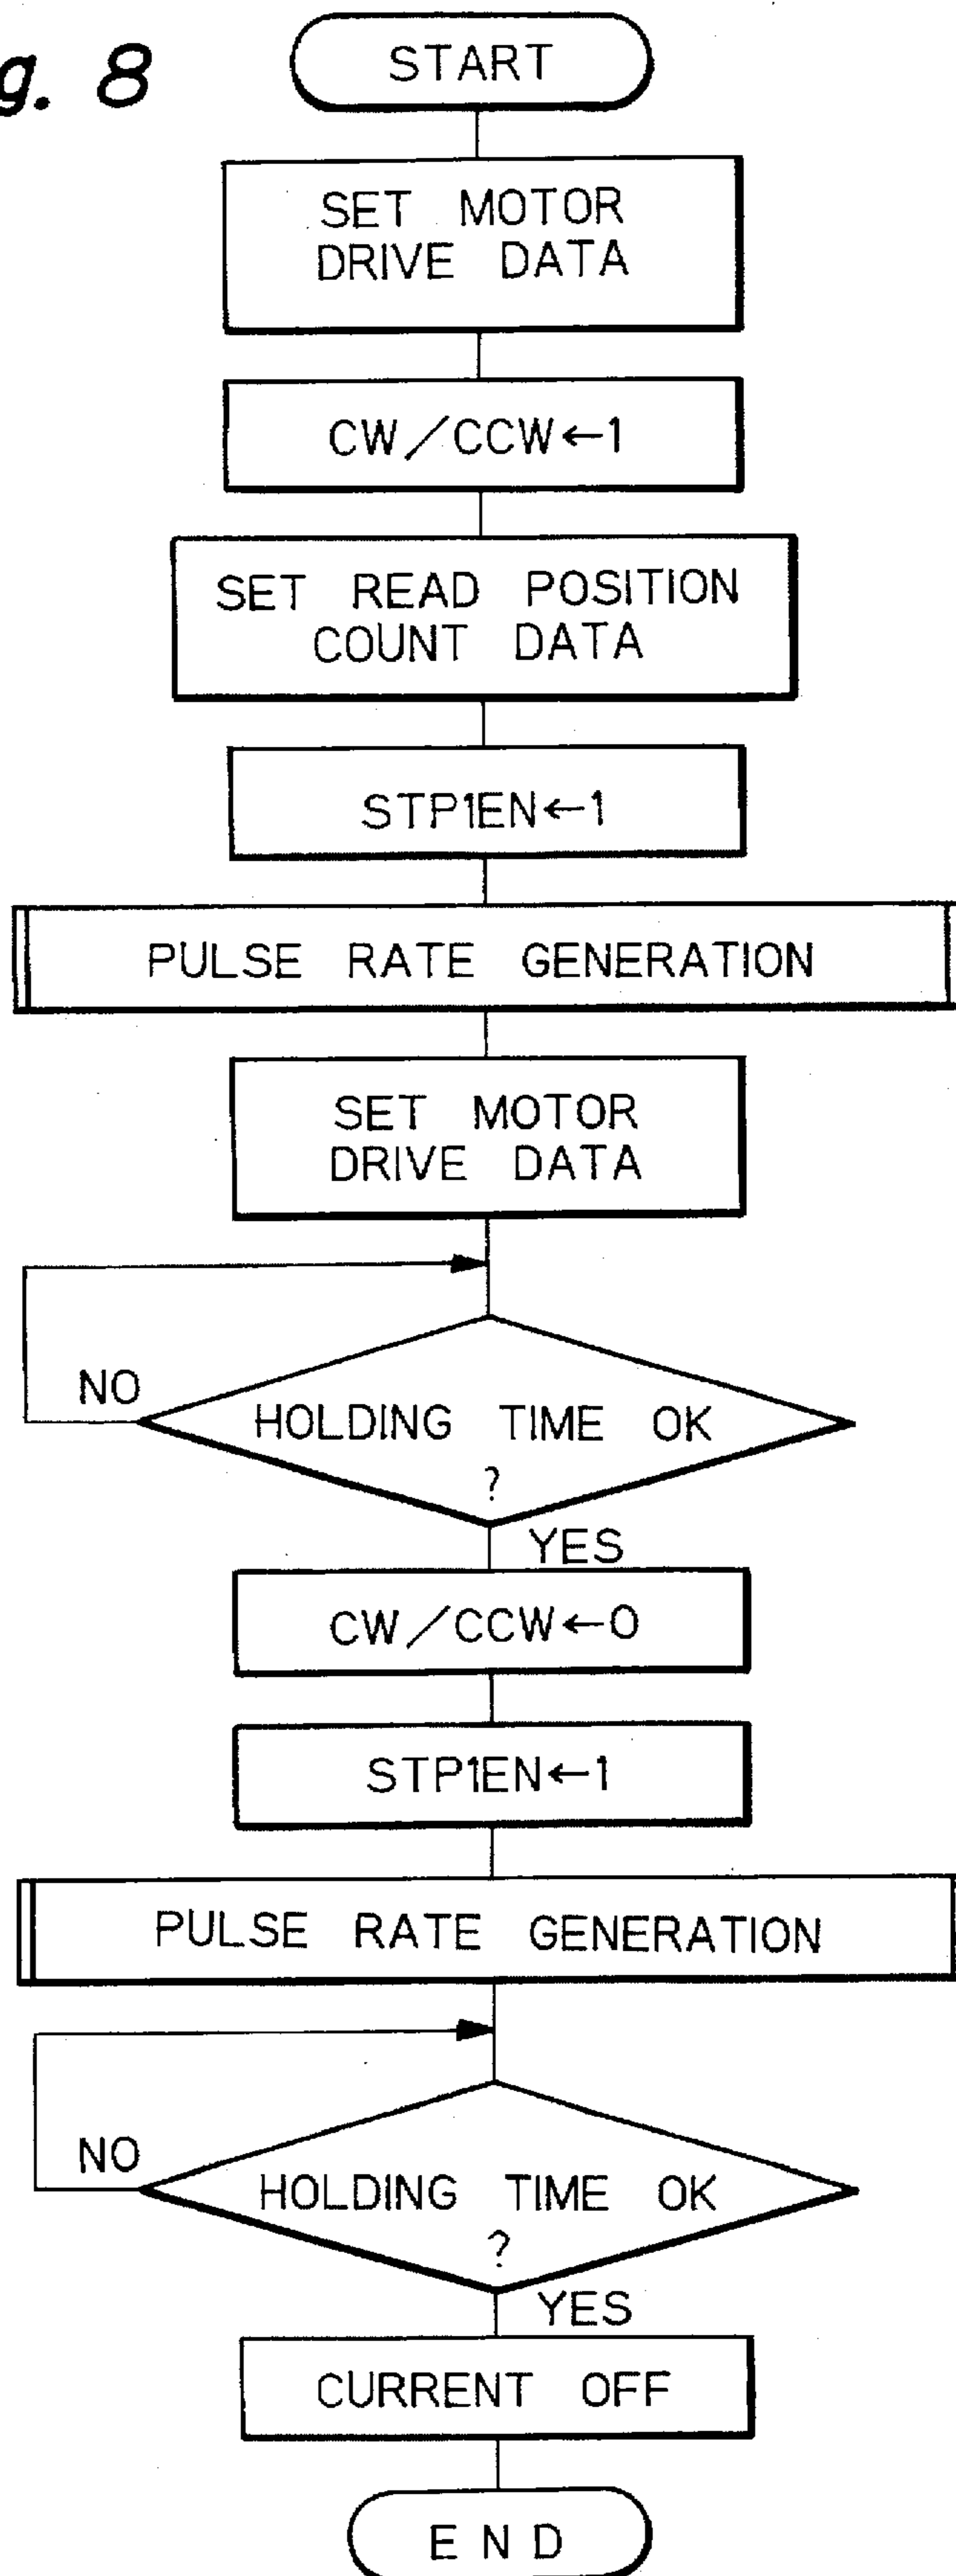 g. 8
START
SET MOTOR
DRIVE DATA
CW/CCW←1
SET READ POSITION
COUNT DATA
STP1EN←1
PULSE RATE GENERATION
SET MOTOR
DRIVE DATA
NO
HOLDING TIME OK
?
YES
CW/CCW←0
STP1EN←1
PULSE RATE GENERATION
NO
HOLDING TIME OK
?
YES
CURRENT OFF
END